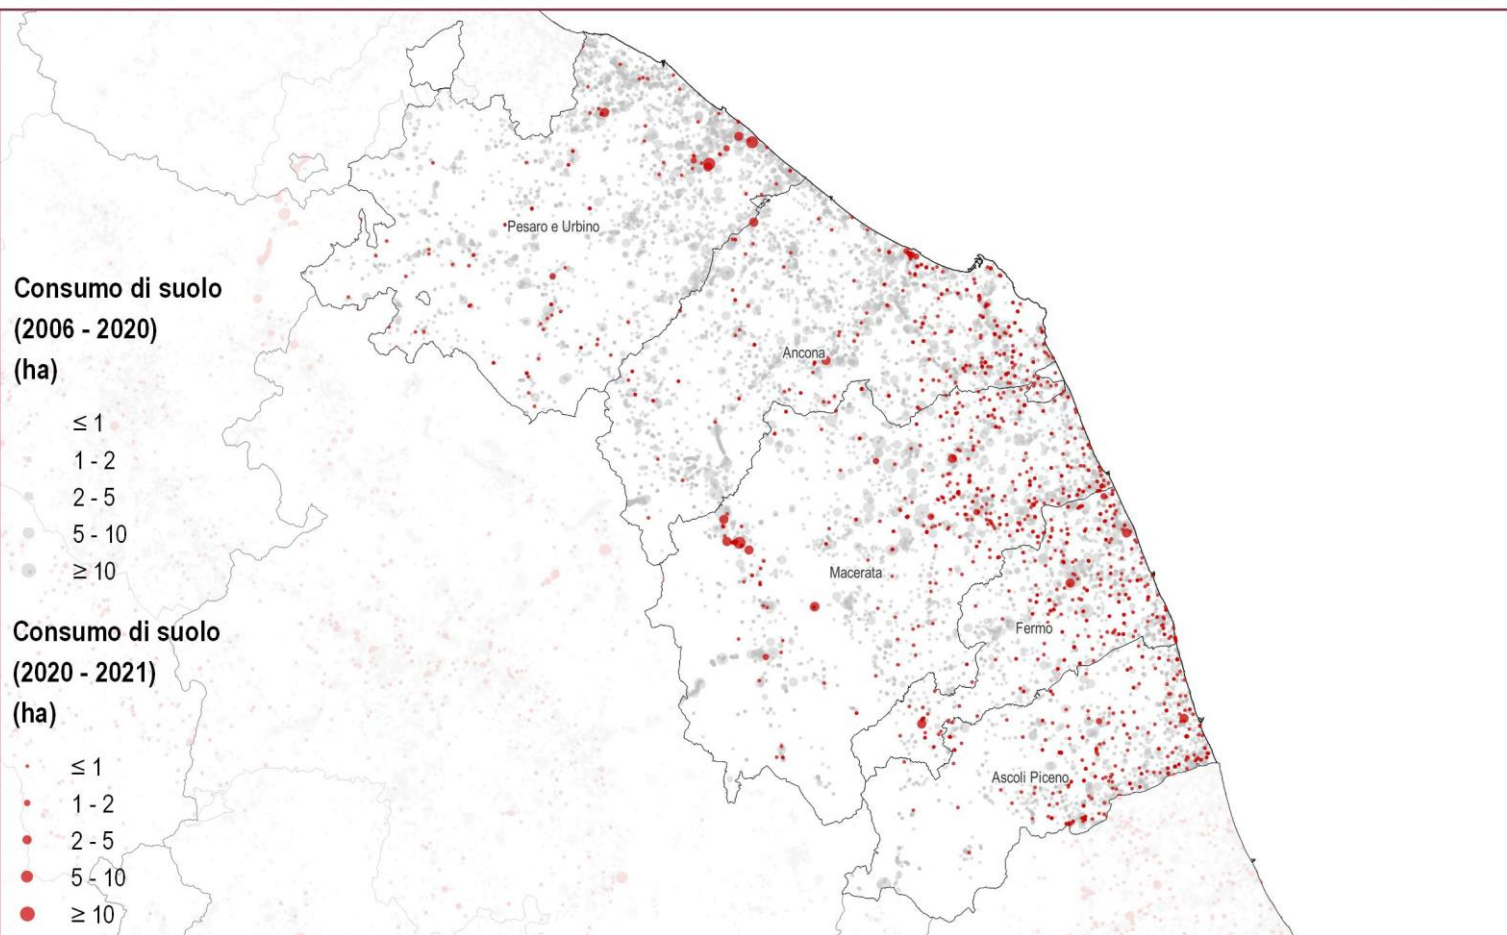 Pesaro e Urbino
Consumo di suolo
(2006 - 2020)
(ha)
≤ 1
1 - 2
2 - 5
5 - 10
≥ 10
Ancona
Macerata
Fermo
Ascoli Piceno
Consumo di suolo
(2020 - 2021)
(ha)
≤ 1
1 - 2
2 - 5
5 - 10
≥ 10